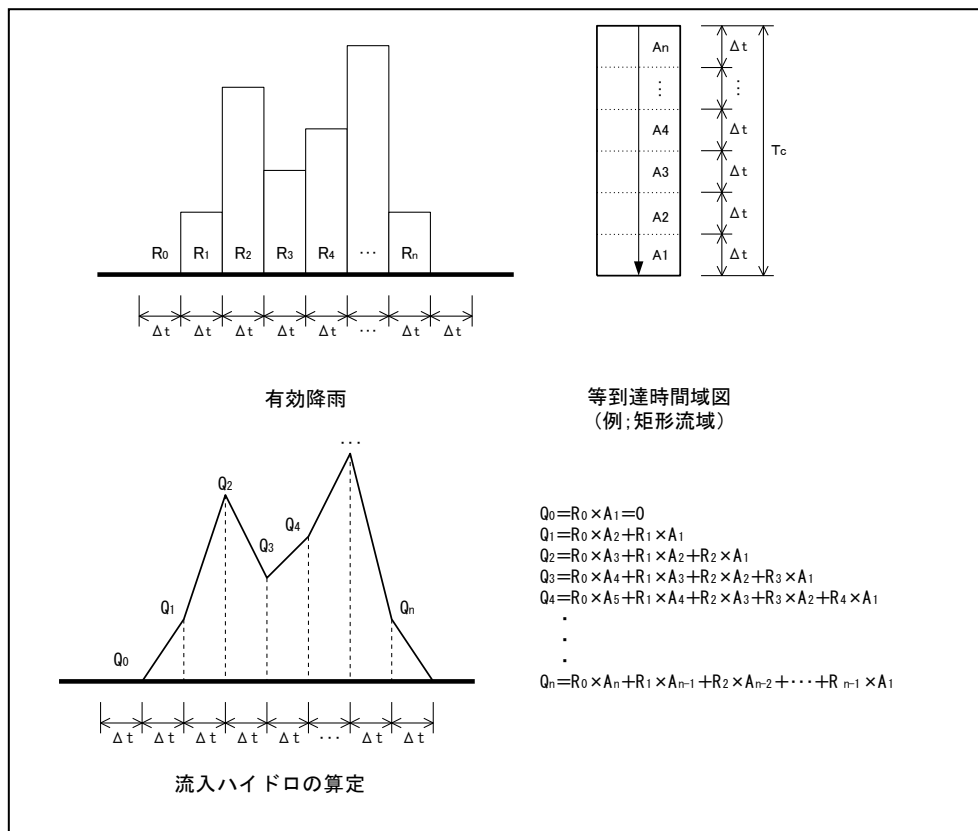 R₀ R₁ R₂ R₃ R₄ … Rn
Δt Δt Δt Δt Δt … Δt Δt
有効降雨
An
⋮
A4
A3
A2
A1
Δt
⋮
Δt
Δt
Δt
Δt
Tc
等到達時間域図
（例；矩形流域）
Q₀
Q₁
Q₂
Q₃
Q₄
…
Qn
Δt Δt Δt Δt Δt … Δt Δt
流入ハイドロの算定
Q₀＝R₀×A₁＝0
Q₁＝R₀×A₂＋R₁×A₁
Q₂＝R₀×A₃＋R₁×A₂＋R₂×A₁
Q₃＝R₀×A₄＋R₁×A₃＋R₂×A₂＋R₃×A₁
Q₄＝R₀×A₅＋R₁×A₄＋R₂×A₃＋R₃×A₂＋R₄×A₁
・
・
・
Qn＝R₀×An＋R₁×An-1＋R₂×An-2＋・・・＋R n-1×A₁